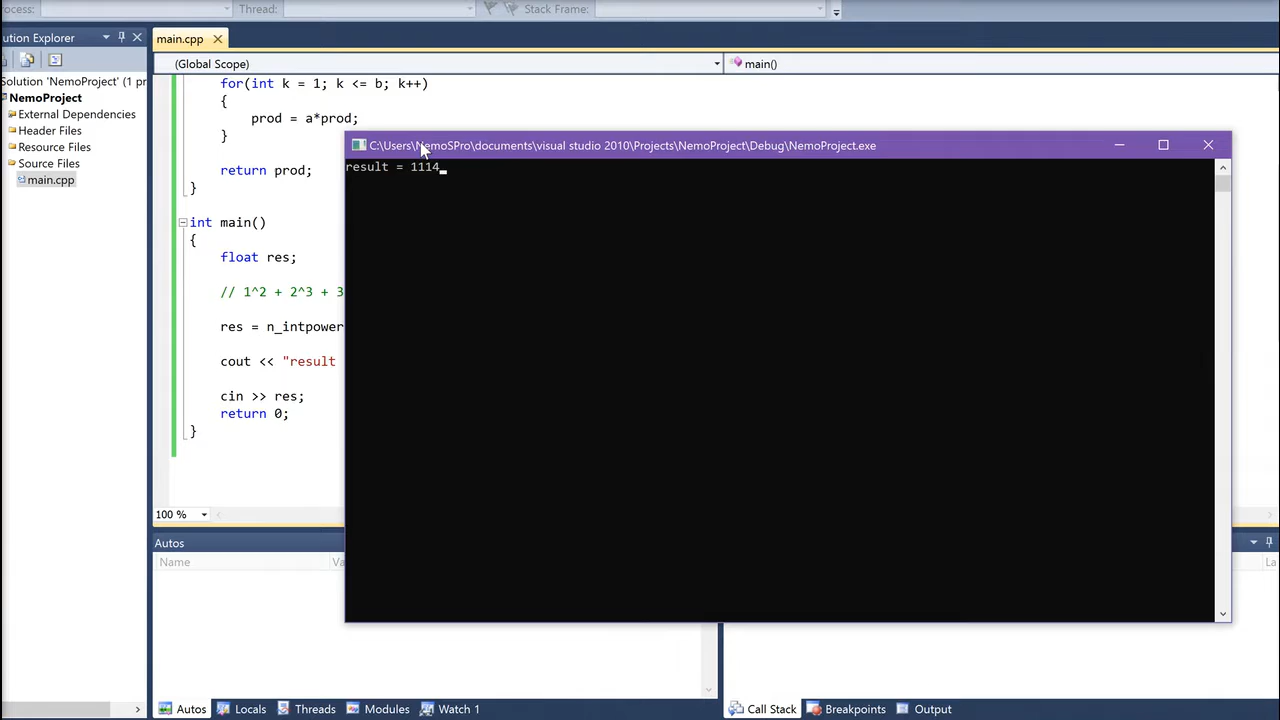 rocess: Thread: Stack Frame:
ution Explorer
main.cpp
(Global Scope) main()
Solution 'NemoProject' (1 pr
NemoProject
External Dependencies
Header Files
Resource Files
Source Files
main.cpp
for(int k = 1; k <= b; k++)
{
prod = a*prod;
}
return prod;
}
int main()
{
float res;
// 1^2 + 2^3 + 3
res = n_intpower
cout << "result
cin >> res;
return 0;
}
C:\Users\NemoSPro\documents\visual studio 2010\Projects\NemoProject\Debug\NemoProject.exe
result = 1114
100 %
Autos
Name Va
La
Autos Locals Threads Modules Watch 1
Call Stack Breakpoints Output